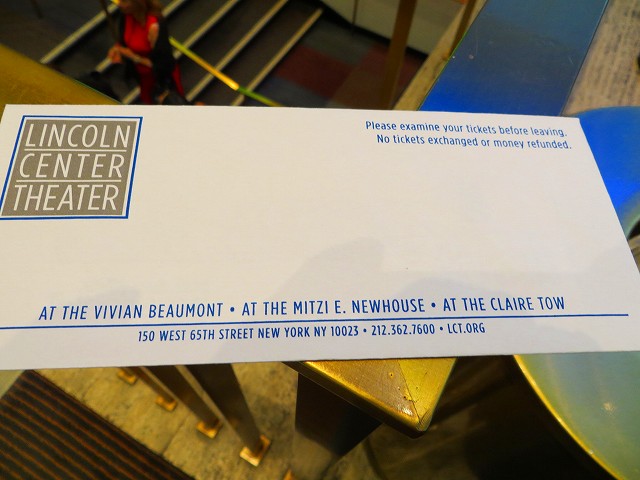 LINCOLN
CENTER
THEATER
Please examine your tickets before leaving.
No tickets exchanged or money refunded.
AT THE VIVIAN BEAUMONT • AT THE MITZI E. NEWHOUSE • AT THE CLAIRE TOW
150 WEST 65TH STREET NEW YORK NY 10023 • 212.362.7600 • LCT.ORG